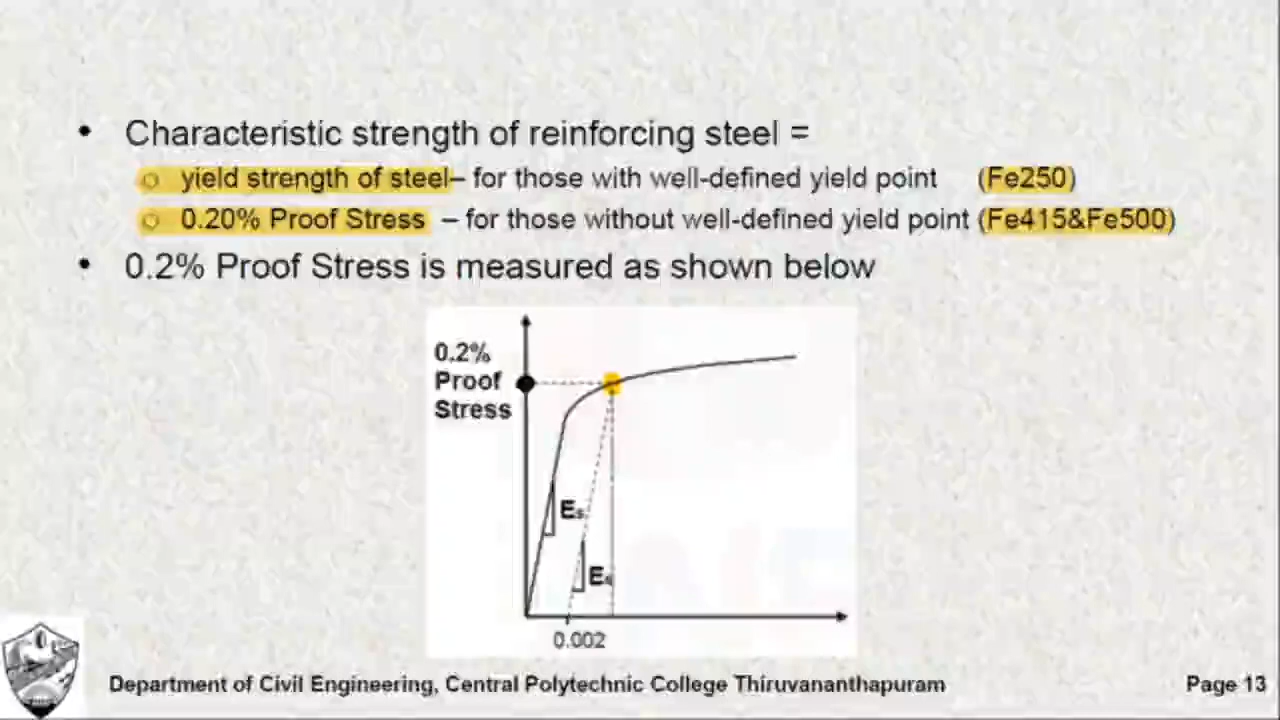 • Characteristic strength of reinforcing steel =
○ yield strength of steel– for those with well-defined yield point (Fe250)
○ 0.20% Proof Stress – for those without well-defined yield point (Fe415&Fe500)
• 0.2% Proof Stress is measured as shown below
0.2%
Proof
Stress
Es
Es
0.002
Department of Civil Engineering, Central Polytechnic College Thiruvananthapuram Page 13